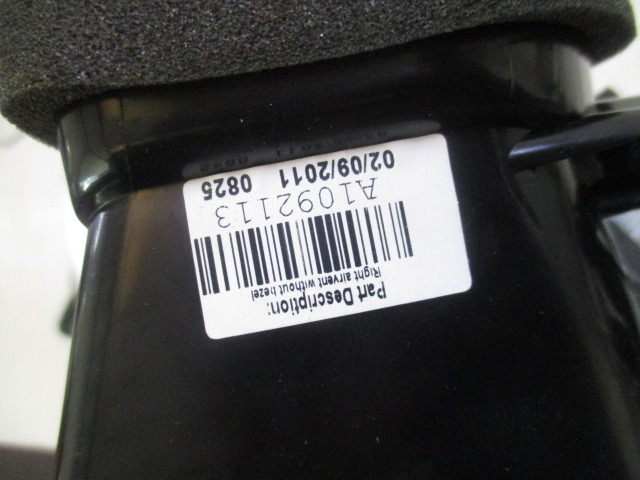 Part Description:
Right airvent without bezel
A1092113
02/09/2011 0825